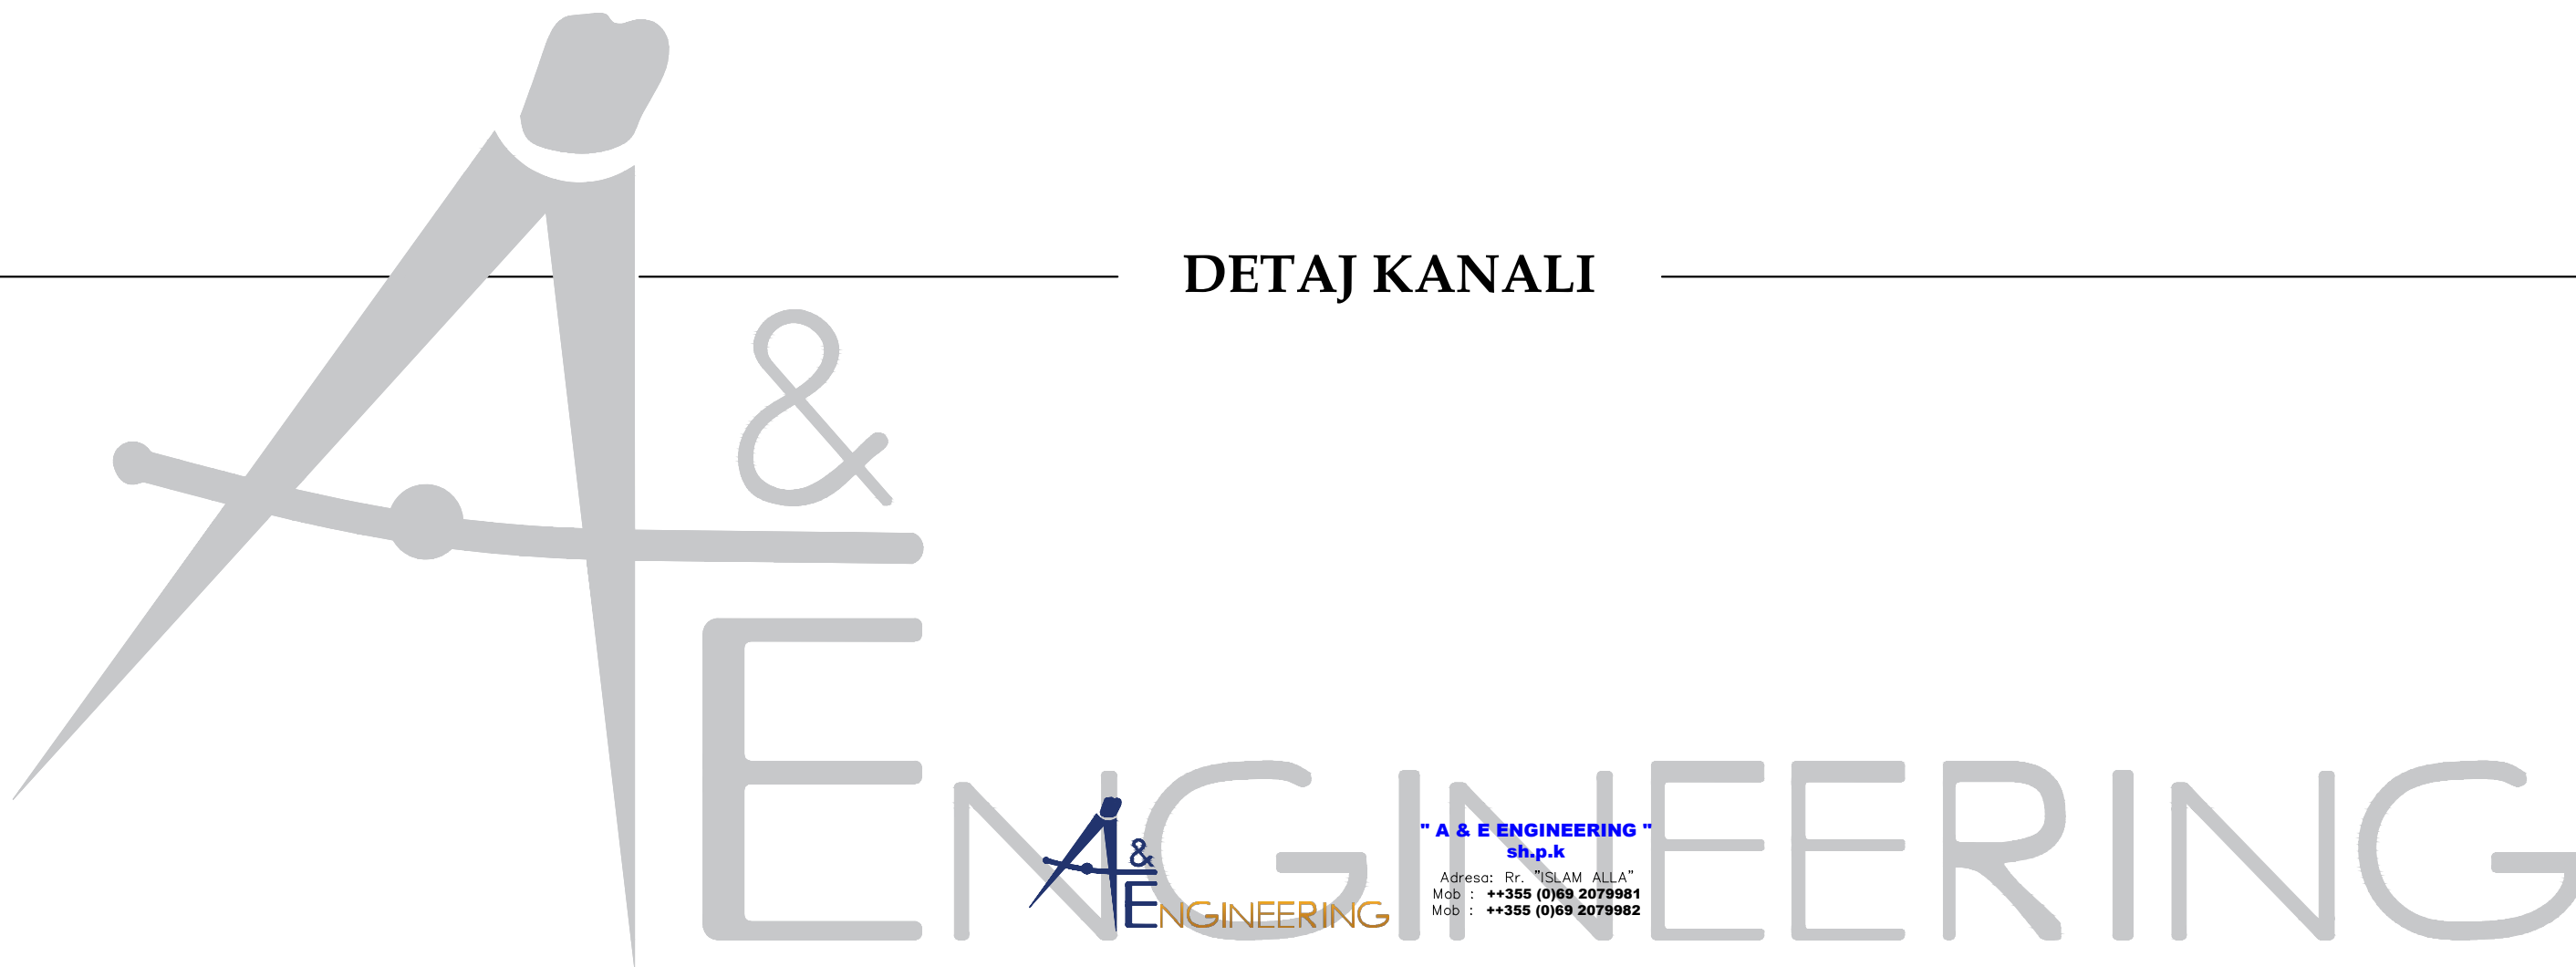 DETAJ KANALI
A & ENGINEERING
A & ENGINEERING
" A & E ENGINEERING "
sh.p.k
Adresa: Rr. "ISLAM ALLA"
Mob : ++355 (0)69 2079981
Mob : ++355 (0)69 2079982